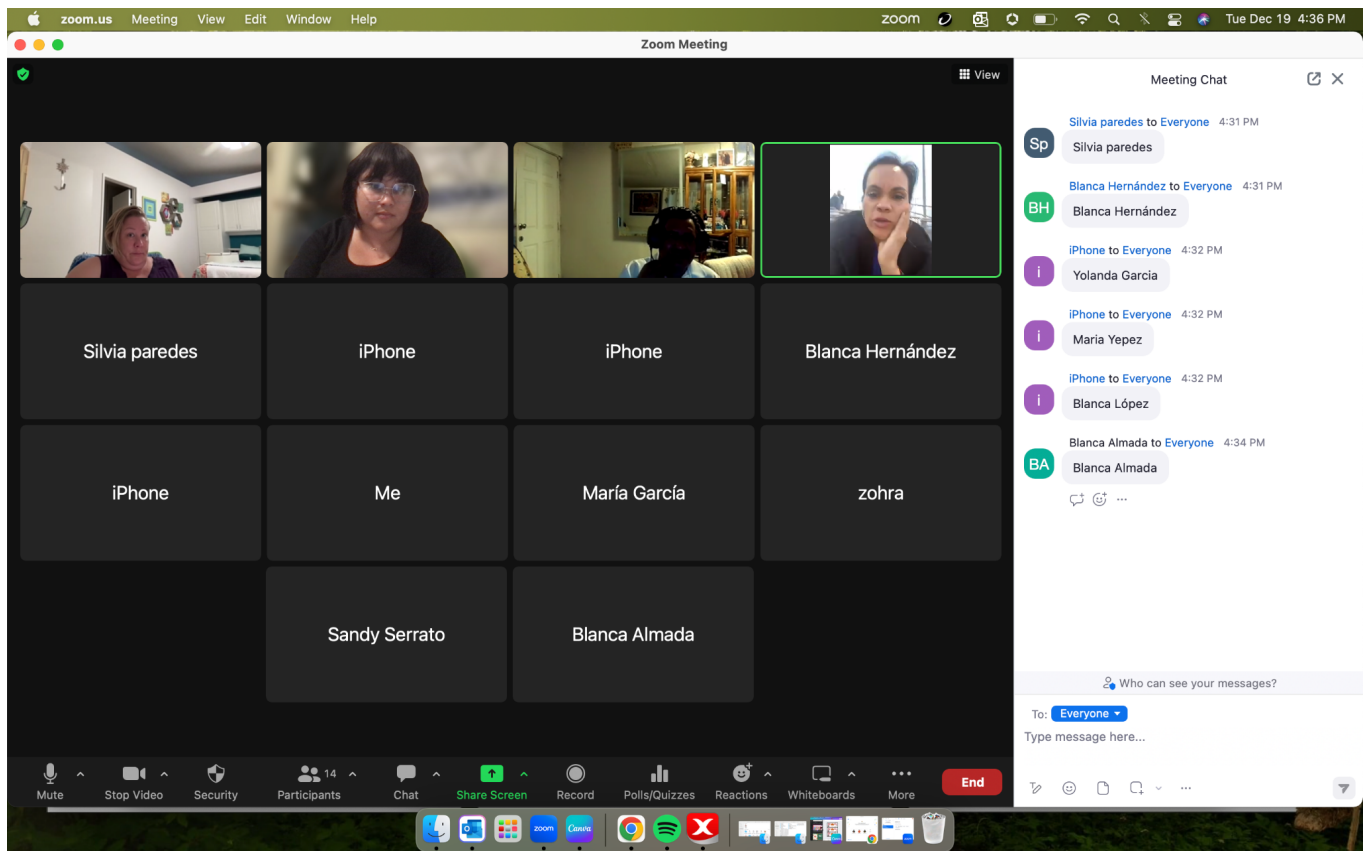 zoom.us Meeting View Edit Window Help zoom Tue Dec 19 4:36 PM
Zoom Meeting
View
Meeting Chat
Silvia paredes to Everyone 4:31 PM
Sp
Silvia paredes
Blanca Hernández to Everyone 4:31 PM
BH
Blanca Hernández
iPhone to Everyone 4:32 PM
i
Yolanda Garcia
iPhone to Everyone 4:32 PM
i
Maria Yepez
iPhone to Everyone 4:32 PM
i
Blanca López
Blanca Almada to Everyone 4:34 PM
BA
Blanca Almada
Silvia paredes iPhone iPhone Blanca Hernández
iPhone Me María García zohra
Sandy Serrato Blanca Almada
Who can see your messages?
To: Everyone
Type message here...
14
Mute Stop Video Security Participants Chat Share Screen Record Polls/Quizzes Reactions Whiteboards More End
zoom Canva